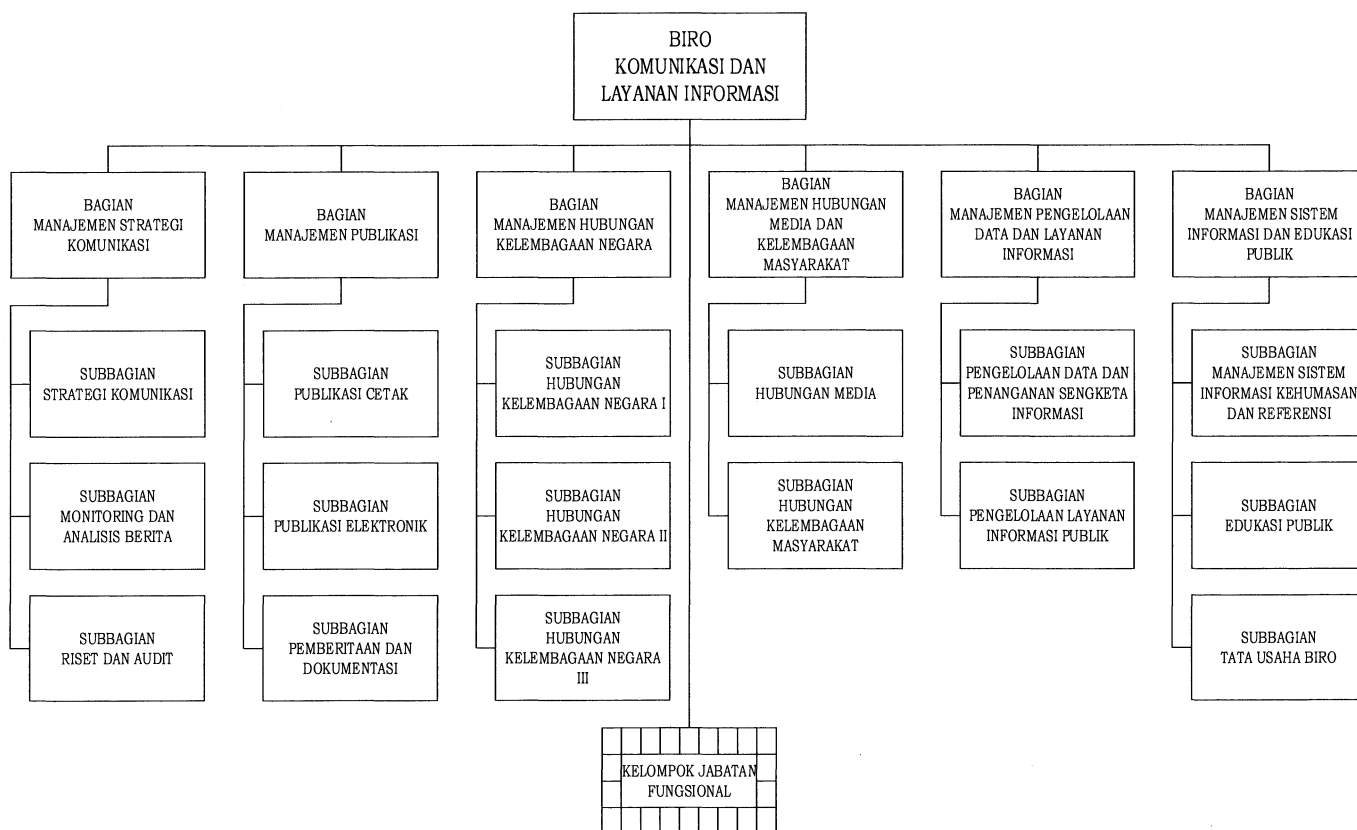 BIRO
KOMUNIKASI DAN
LAYANAN INFORMASI
BAGIAN
MANAJEMEN STRATEGI
KOMUNIKASI
BAGIAN
MANAJEMEN PUBLIKASI
BAGIAN
MANAJEMEN HUBUNGAN
KELEMBAGAAN NEGARA
BAGIAN
MANAJEMEN HUBUNGAN
MEDIA DAN
KELEMBAGAAN
MASYARAKAT
BAGIAN
MANAJEMEN PENGELOLAAN
DATA DAN LAYANAN
INFORMASI
BAGIAN
MANAJEMEN SISTEM
INFORMASI DAN EDUKASI
PUBLIK
SUBBAGIAN
STRATEGI KOMUNIKASI
SUBBAGIAN
PUBLIKASI CETAK
SUBBAGIAN
HUBUNGAN
KELEMBAGAAN NEGARA I
SUBBAGIAN
HUBUNGAN MEDIA
SUBBAGIAN
PENGELOLAAN DATA DAN
PENANGANAN SENGKETA
INFORMASI
SUBBAGIAN
MANAJEMEN SISTEM
INFORMASI KEHUMASAN
DAN REFERENSI
SUBBAGIAN
MONITORING DAN
ANALISIS BERITA
SUBBAGIAN
PUBLIKASI ELEKTRONIK
SUBBAGIAN
HUBUNGAN
KELEMBAGAAN NEGARA II
SUBBAGIAN
HUBUNGAN
KELEMBAGAAN
MASYARAKAT
SUBBAGIAN
PENGELOLAAN LAYANAN
INFORMASI PUBLIK
SUBBAGIAN
EDUKASI PUBLIK
SUBBAGIAN
RISET DAN AUDIT
SUBBAGIAN
PEMBERITAAN DAN
DOKUMENTASI
SUBBAGIAN
HUBUNGAN
KELEMBAGAAN NEGARA
III
SUBBAGIAN
TATA USAHA BIRO
KELOMPOK JABATAN
FUNGSIONAL